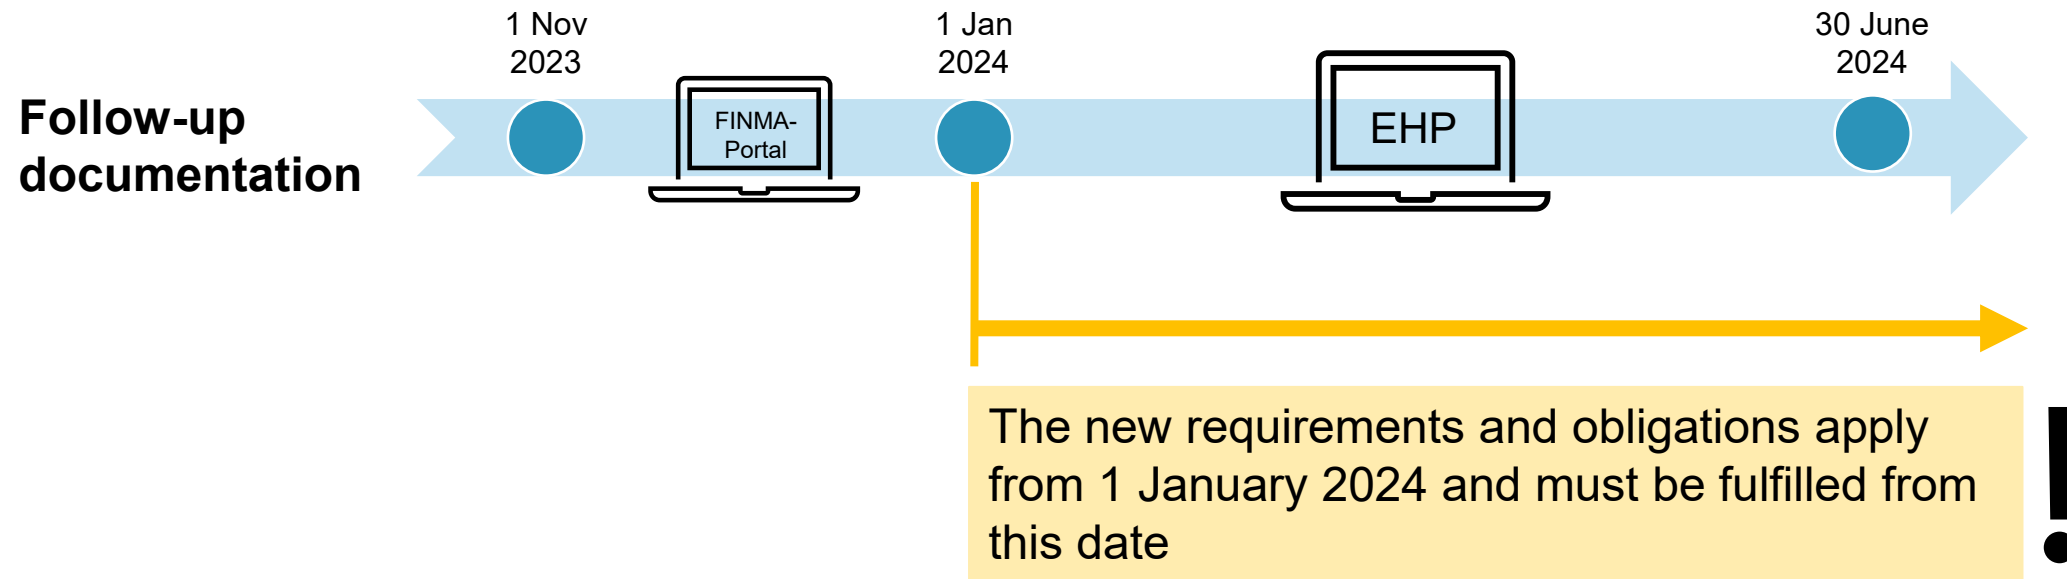 1 Nov
2023
1 Jan
2024
30 June
2024
Follow-up
documentation
FINMA-
Portal
EHP
The new requirements and obligations apply
from 1 January 2024 and must be fulfilled from
this date
!